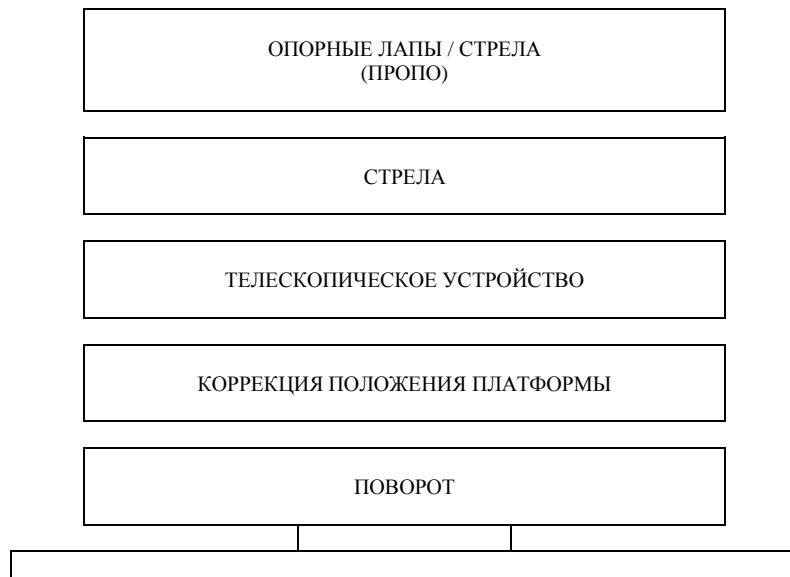 ОПОРНЫЕ ЛАПЫ / СТРЕЛА
(ПРОПО)
СТРЕЛА
ТЕЛЕСКОПИЧЕСКОЕ УСТРОЙСТВО
КОРРЕКЦИЯ ПОЛОЖЕНИЯ ПЛАТФОРМЫ
ПОВОРОТ